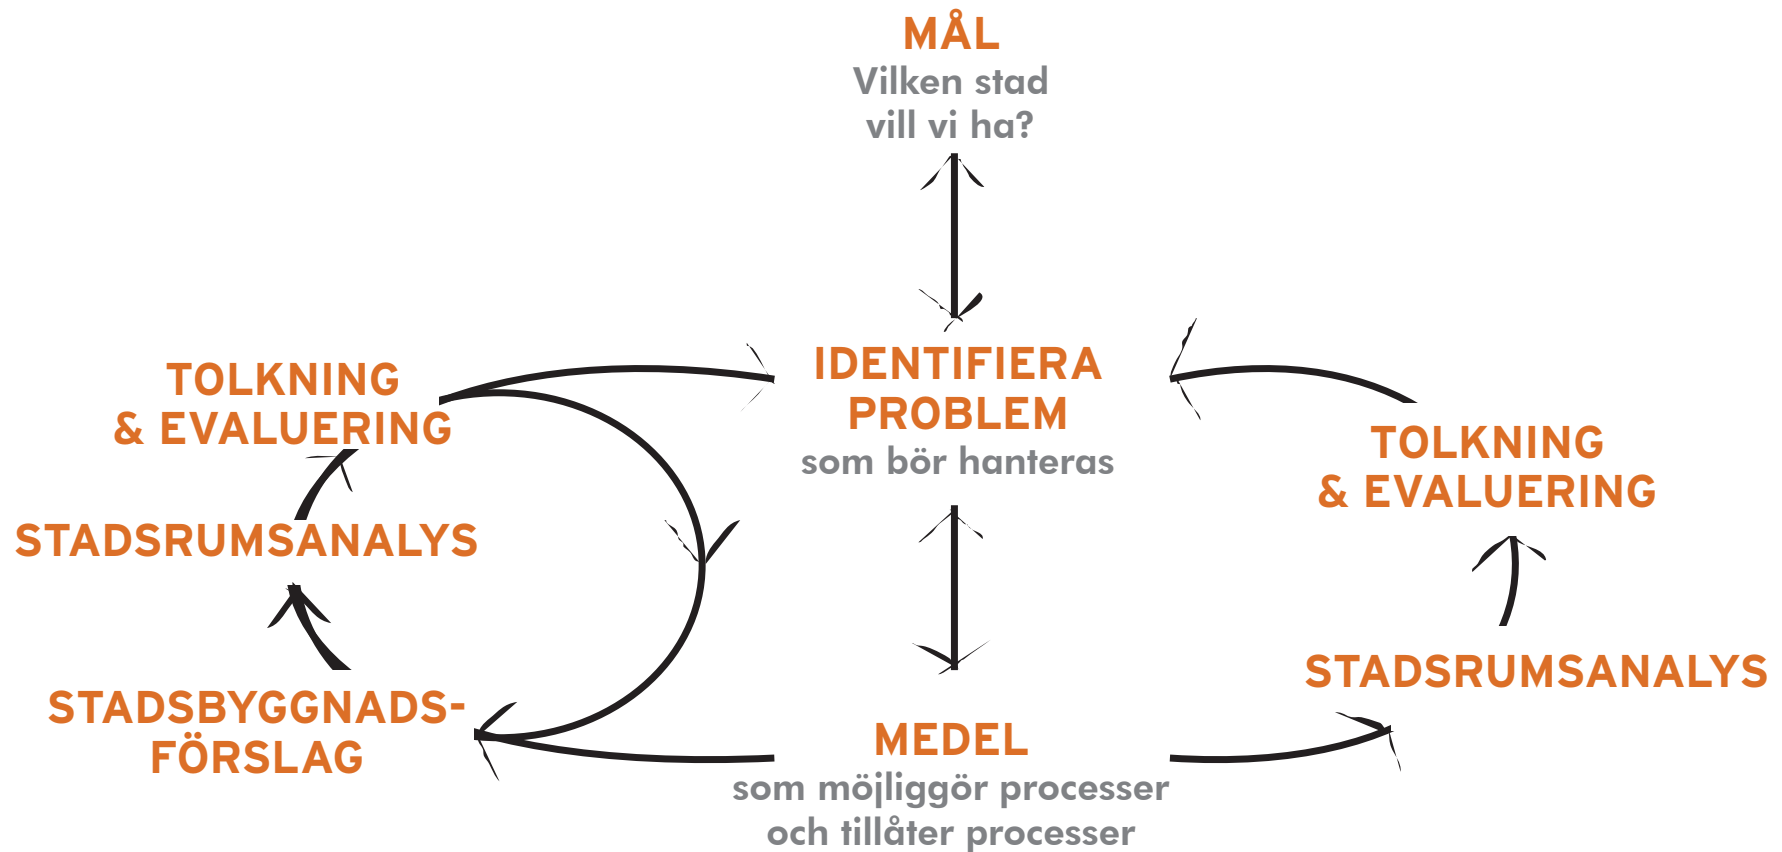 MÅL
Vilken stad
vill vi ha?
IDENTIFIERA
PROBLEM
som bör hanteras
TOLKNING
& EVALUERING
STADSRUMSANALYS
STADSBYGGNADS-
FÖRSLAG
MEDEL
som möjliggör processer
och tillåter processer
TOLKNING
& EVALUERING
STADSRUMSANALYS